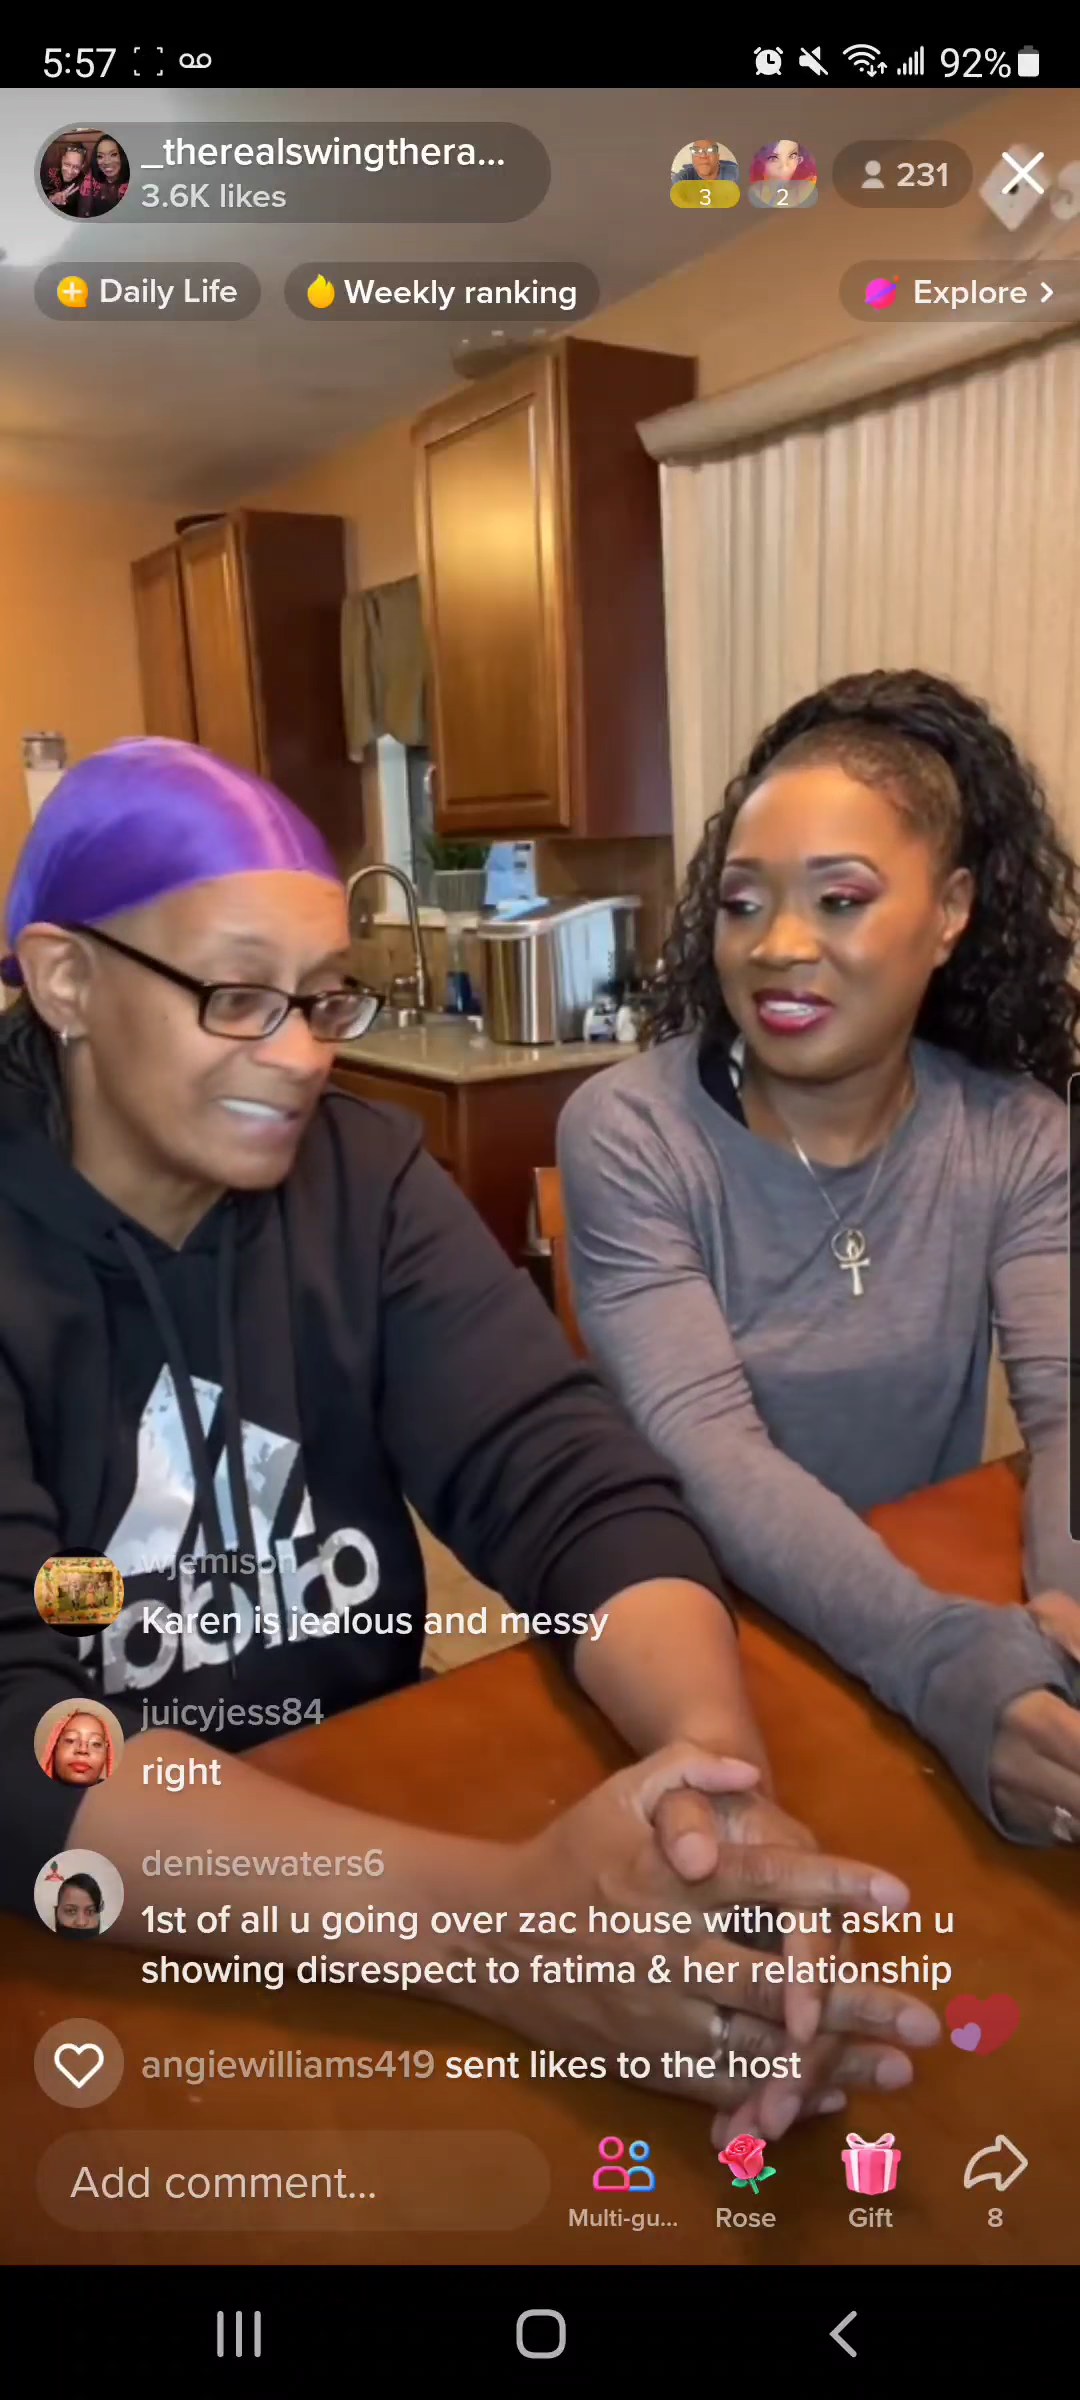 5:57
92%
_therealswingthera...
3.6K likes
3
2
231
Daily Life
Weekly ranking
Explore >
wjemison
Karen is jealous and messy
juicyjess84
right
denisewaters6
1st of all u going over zac house without askn u
showing disrespect to fatima & her relationship
angiewilliams419 sent likes to the host
Add comment...
Multi-gu...
Rose
Gift
8